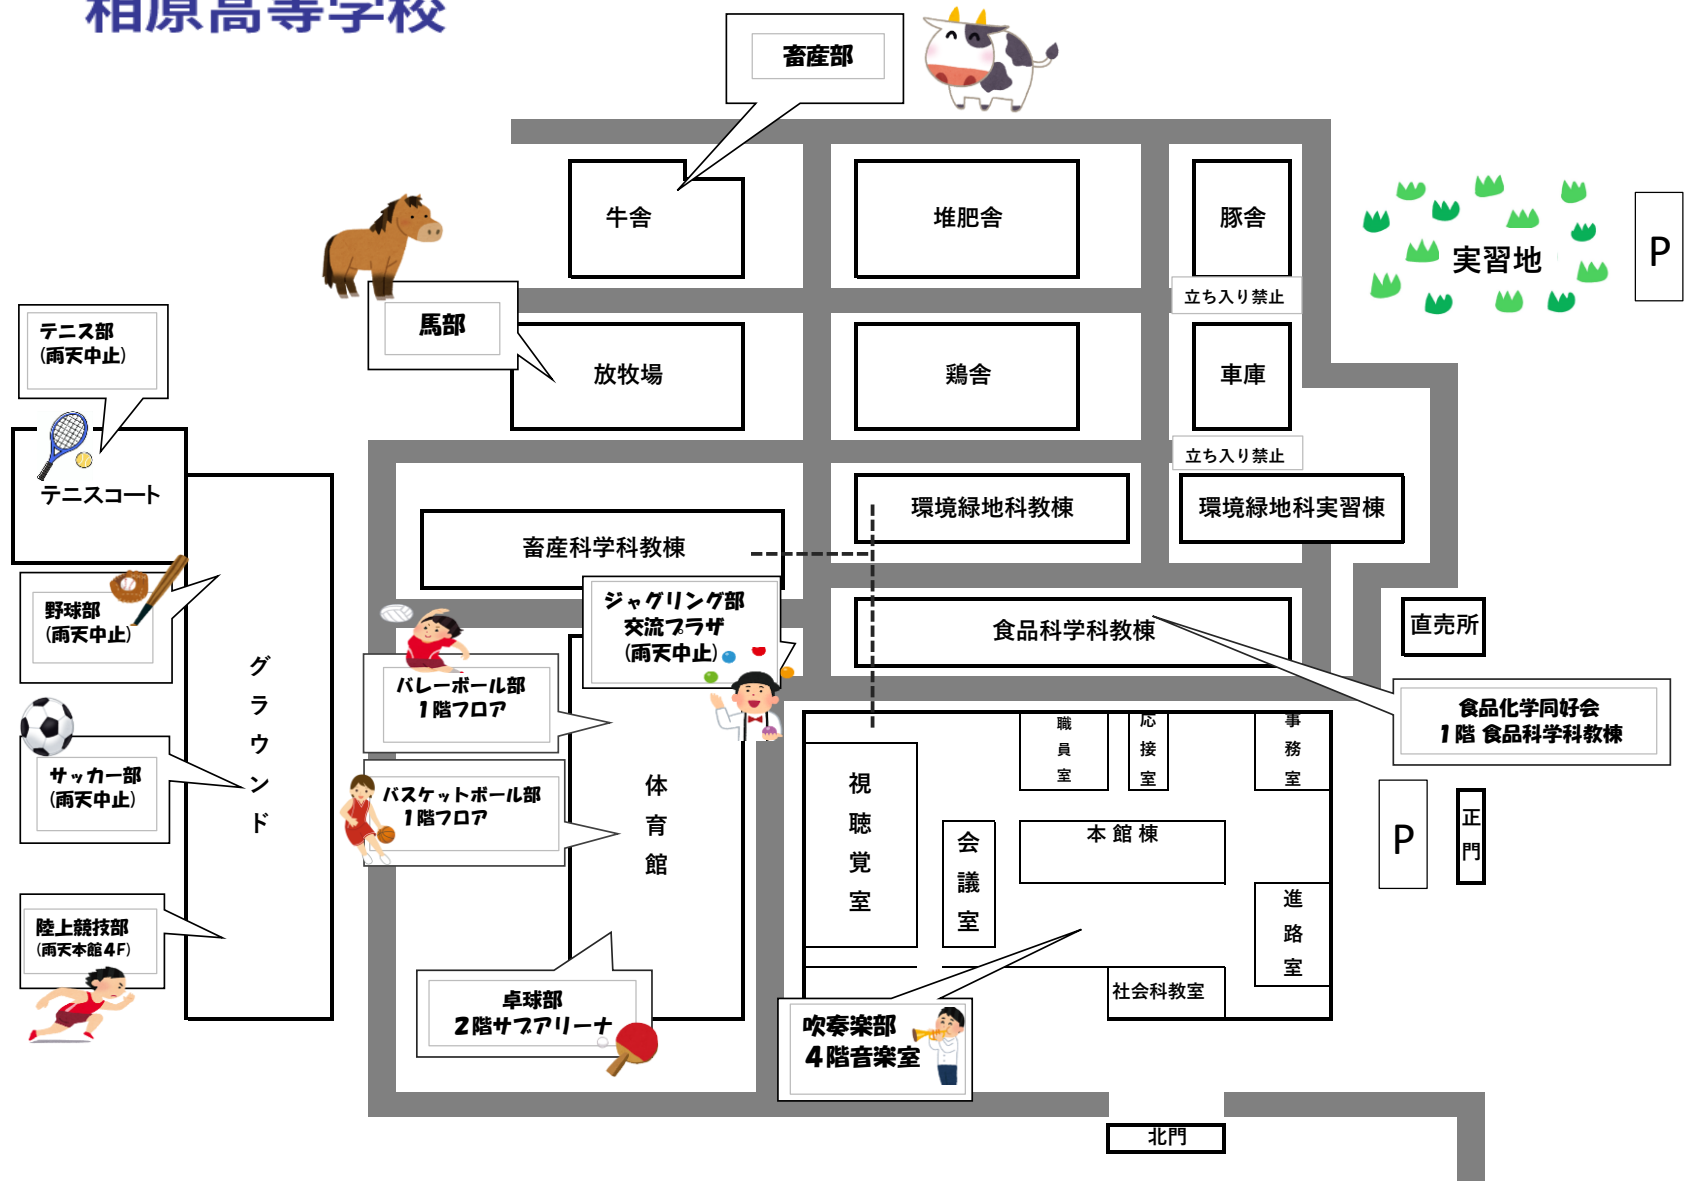 相原高等学校
畜産部
牛舎
堆肥舎
豚舎
実習地
P
立ち入り禁止
馬部
テニス部
(雨天中止)
放牧場
鶏舎
車庫
立ち入り禁止
テニスコート
環境緑地科教棟
環境緑地科実習棟
畜産科学科教棟
野球部
(雨天中止)
ジャグリング部
交流プラザ
(雨天中止)
食品科学科教棟
直売所
グラウンド
バレーボール部
1階フロア
食品化学同好会
1階 食品科学科教棟
職員室
応接室
事務室
サッカー部
(雨天中止)
バスケットボール部
1階フロア
体育館
視聴覚室
会議室
本館棟
P
正門
進路室
陸上競技部
(雨天本館4F)
卓球部
2階サブアリーナ
社会科教室
吹奏楽部
4階音楽室
北門